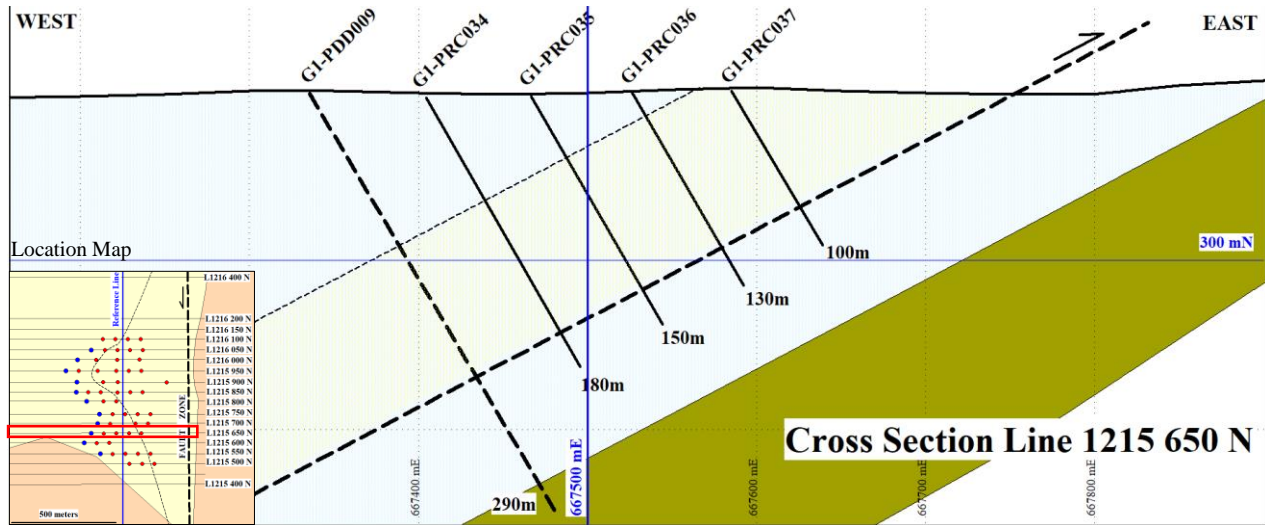 WEST
EAST
G1-PDD009
G1-PRC034
G1-PRC035
G1-PRC036
G1-PRC037
300 mN
100m
130m
150m
180m
290m
667400 mE
667500 mE
667600 mE
667700 mE
667800 mE
Cross Section Line 1215 650 N
Location Map
Reference Line
FAULT ZONE
L1216 400 N
L1216 200 N
L1216 150 N
L1216 100 N
L1216 050 N
L1216 000 N
L1215 950 N
L1215 900 N
L1215 850 N
L1215 800 N
L1215 750 N
L1215 700 N
L1215 650 N
L1215 600 N
L1215 550 N
L1215 500 N
L1215 400 N
500 meters